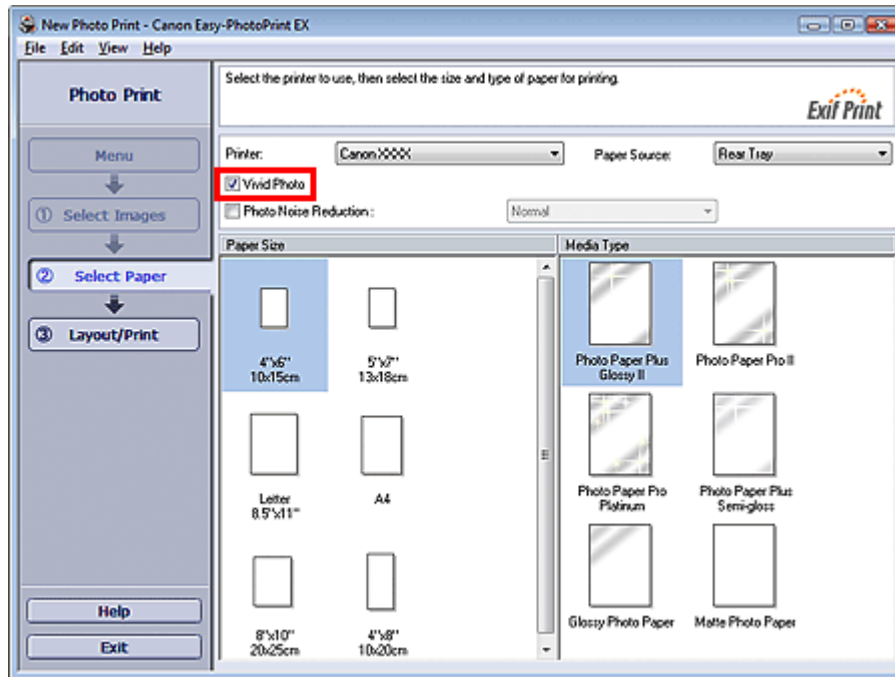 New Photo Print - Canon Easy-PhotoPrint EX
File Edit View Help
Photo Print
Select the printer to use, then select the size and type of paper for printing.
Exif Print
Menu
Printer: Canon XXXX Paper Source: Rear Tray
Vivid Photo
① Select Images
Photo Noise Reduction : Normal
Paper Size
Media Type
② Select Paper
③ Layout/Print
4"x6"
10x15cm
5"x7"
13x18cm
Photo Paper Plus
Glossy II
Photo Paper Pro II
Letter
8.5"x11"
A4
Photo Paper Pro
Platinum
Photo Paper Plus
Semi-gloss
8"x10"
20x25cm
4"x8"
10x20cm
Glossy Photo Paper
Matte Photo Paper
Help
Exit